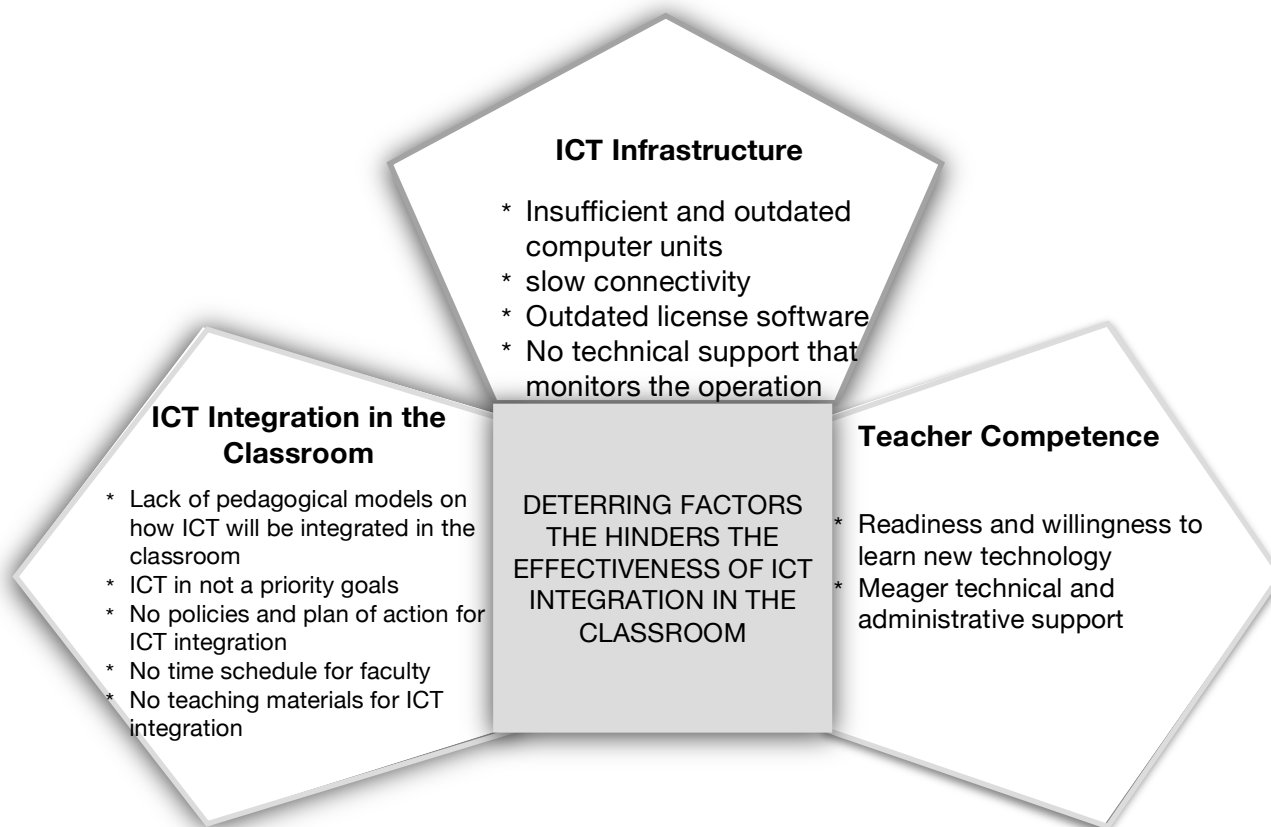 ICT Infrastructure
* Insufficient and outdated
computer units
* slow connectivity
* Outdated license software
* No technical support that
monitors the operation
ICT Integration in the
Classroom
* Lack of pedagogical models on
how ICT will be integrated in the
classroom
* ICT in not a priority goals
* No policies and plan of action for
ICT integration
* No time schedule for faculty
* No teaching materials for ICT
integration
DETERRING FACTORS
THE HINDERS THE
EFFECTIVENESS OF ICT
INTEGRATION IN THE
CLASSROOM
Teacher Competence
* Readiness and willingness to
learn new technology
* Meager technical and
administrative support